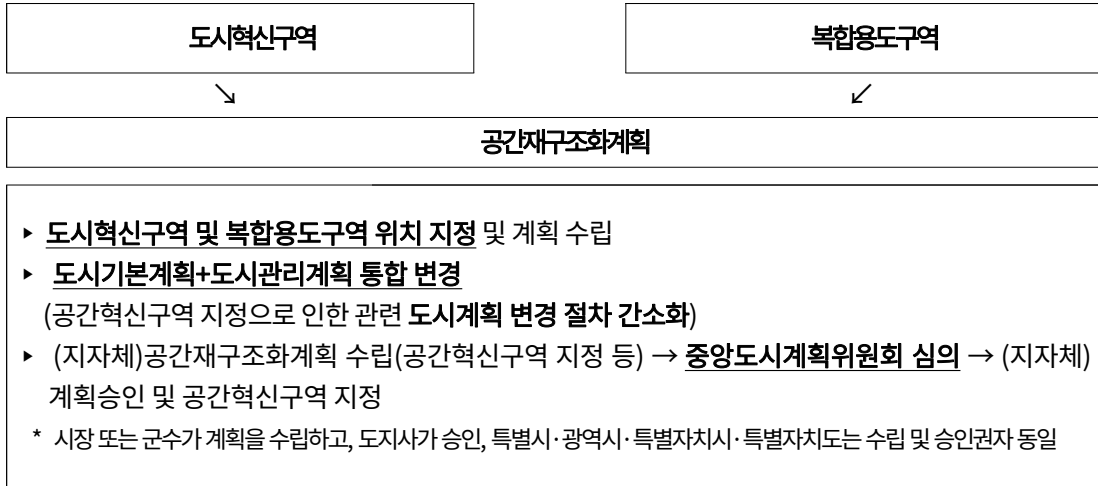 도시혁신구역
복합용도구역
↘
↙
공간재구조화계획
▸ 도시혁신구역 및 복합용도구역 위치 지정 및 계획 수립
▸ 도시기본계획+도시관리계획 통합 변경
(공간혁신구역 지정으로 인한 관련 도시계획 변경 절차 간소화)
▸ (지자체)공간재구조화계획 수립(공간혁신구역 지정 등) → 중앙도시계획위원회 심의 → (지자체)
계획승인 및 공간혁신구역 지정
* 시장 또는 군수가 계획을 수립하고, 도지사가 승인, 특별시·광역시·특별자치시·특별자치도는 수립 및 승인권자 동일